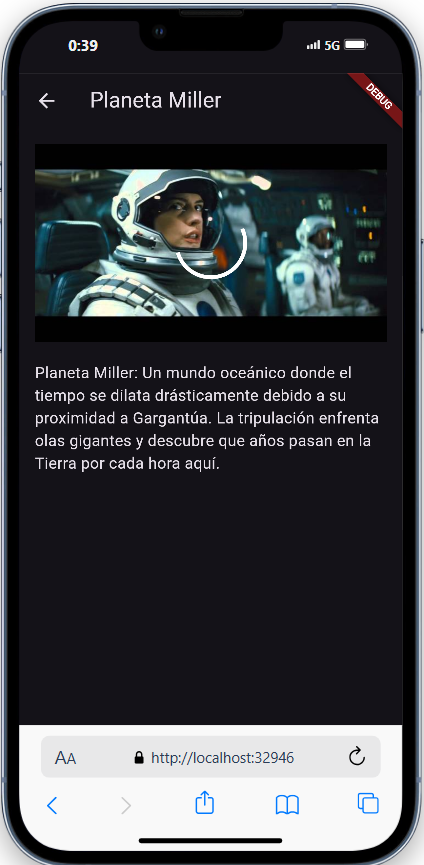 0:39
5G
DEBUG
Planeta Miller
Planeta Miller: Un mundo oceánico donde el
tiempo se dilata drásticamente debido a su
proximidad a Gargantúa. La tripulación enfrenta
olas gigantes y descubre que años pasan en la
Tierra por cada hora aquí.
AA
http://localhost:32946